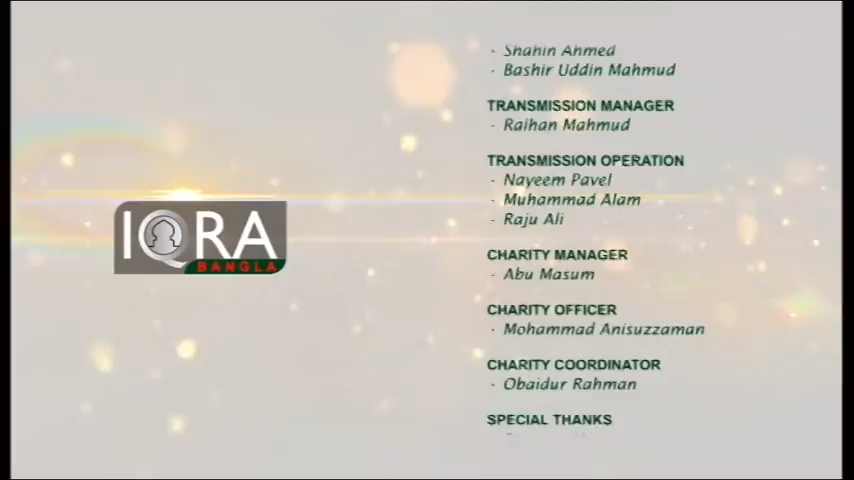 IQRA
BANGLA
- Shahin Ahmed
- Bashir Uddin Mahmud
TRANSMISSION MANAGER
- Raihan Mahmud
TRANSMISSION OPERATION
- Nayeem Pavel
- Muhammad Alam
- Raju Ali
CHARITY MANAGER
- Abu Masum
CHARITY OFFICER
- Mohammad Anisuzzaman
CHARITY COORDINATOR
- Obaidur Rahman
SPECIAL THANKS